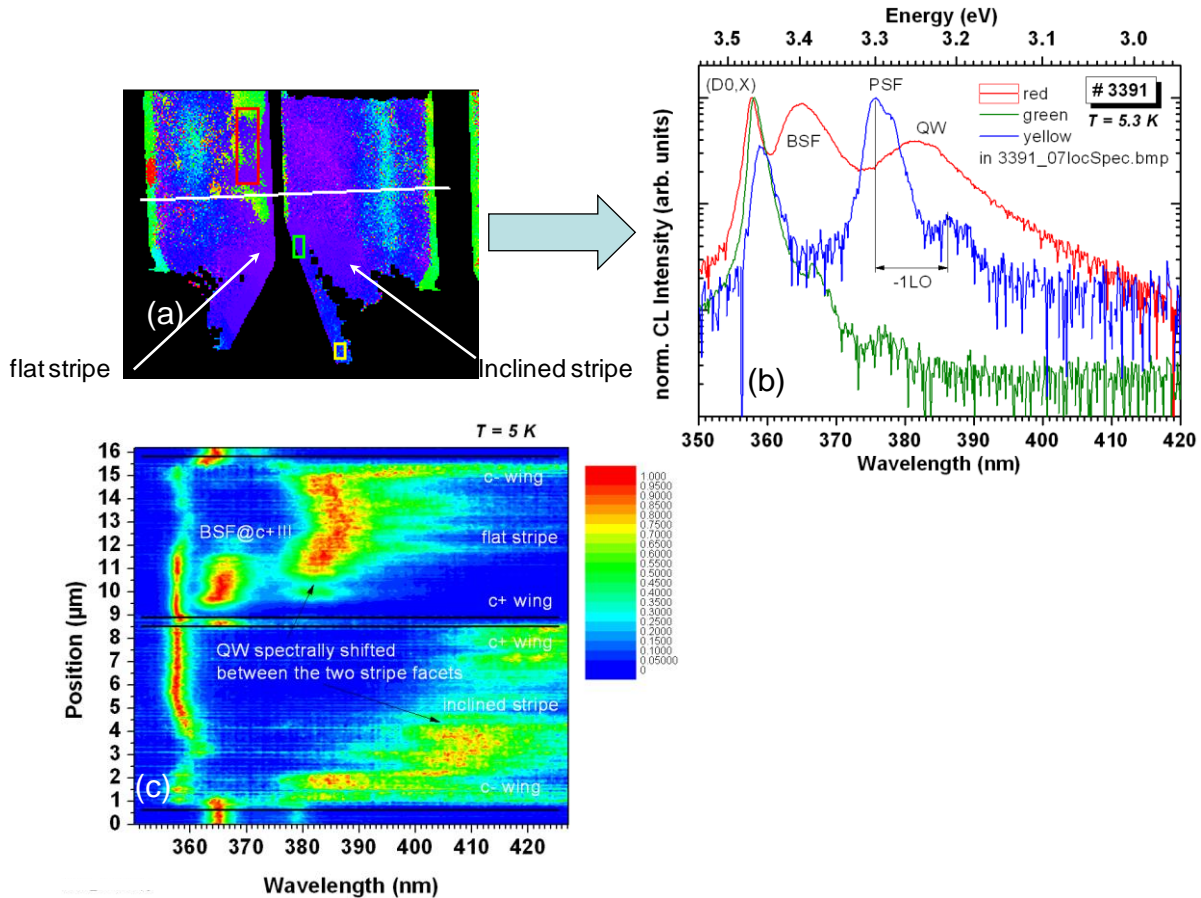 (a)
flat stripe
Inclined stripe
Energy (eV)
3.5 3.4 3.3 3.2 3.1 3.0
(D0,X)
PSF
BSF
QW
red
green
yellow
in 3391_07locSpec.bmp
# 3391
T = 5.3 K
-1LO
(b)
norm. CL Intensity (arb. units)
350 360 370 380 390 400 410 420
Wavelength (nm)
T = 5 K
16
15
14
13
12
11
10
9
8
7
6
5
4
3
2
1
0
Position (µm)
c- wing
BSF@c+III
flat stripe
c+ wing
c+ wing
QW spectrally shifted
between the two stripe facets
inclined stripe
c- wing
(c)
360 370 380 390 400 410 420
Wavelength (nm)
1.000
0.9500
0.9000
0.8500
0.8000
0.7500
0.7000
0.6500
0.6000
0.5500
0.5000
0.4500
0.4000
0.3500
0.3000
0.2500
0.2000
0.1500
0.1000
0.05000
0